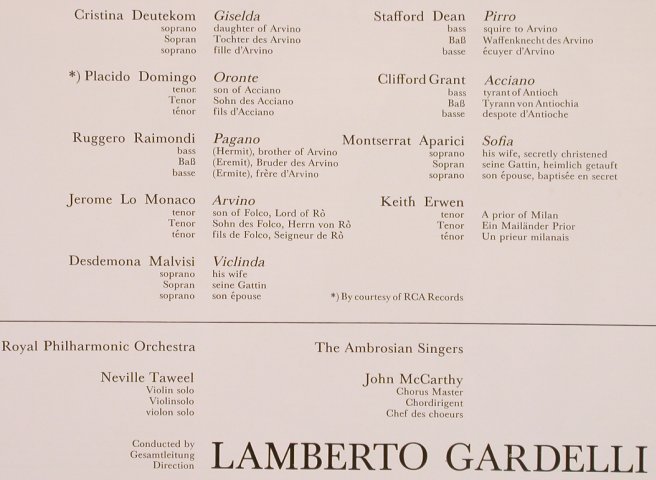 Cristina Deutekom Giselda
soprano daughter of Arvino
Sopran Tochter des Arvino
soprano fille d'Arvino
*) Placido Domingo Oronte
tenor son of Acciano
Tenor Sohn des Acciano
ténor fils d'Acciano
Ruggero Raimondi Pagano
bass (Hermit), brother of Arvino
Baß (Eremit), Bruder des Arvino
basse (Ermite), frère d'Arvino
Jerome Lo Monaco Arvino
tenor son of Folco, Lord of Rò
Tenor Sohn des Folco, Herrn von Rò
ténor fils de Folco, Seigneur de Rò
Desdemona Malvisi Viclinda
soprano his wife
Sopran seine Gattin
soprano son épouse
Stafford Dean Pirro
bass squire to Arvino
Baß Waffenknecht des Arvino
basse écuyer d'Arvino
Clifford Grant Acciano
bass tyrant of Antioch
Baß Tyrann von Antiochia
basse despote d'Antioche
Montserrat Aparici Sofia
soprano his wife, secretly christened
Sopran seine Gattin, heimlich getauft
soprano son épouse, baptisée en secret
Keith Erwen
tenor A prior of Milan
Tenor Ein Mailänder Prior
ténor Un prieur milanais
*) By courtesy of RCA Records
Royal Philharmonic Orchestra
Neville Taweel
Violin solo
Violinsolo
violon solo
The Ambrosian Singers
John McCarthy
Chorus Master
Chordirigent
Chef des choeurs
Conducted by
Gesamtleitung
Direction
LAMBERTO GARDELLI